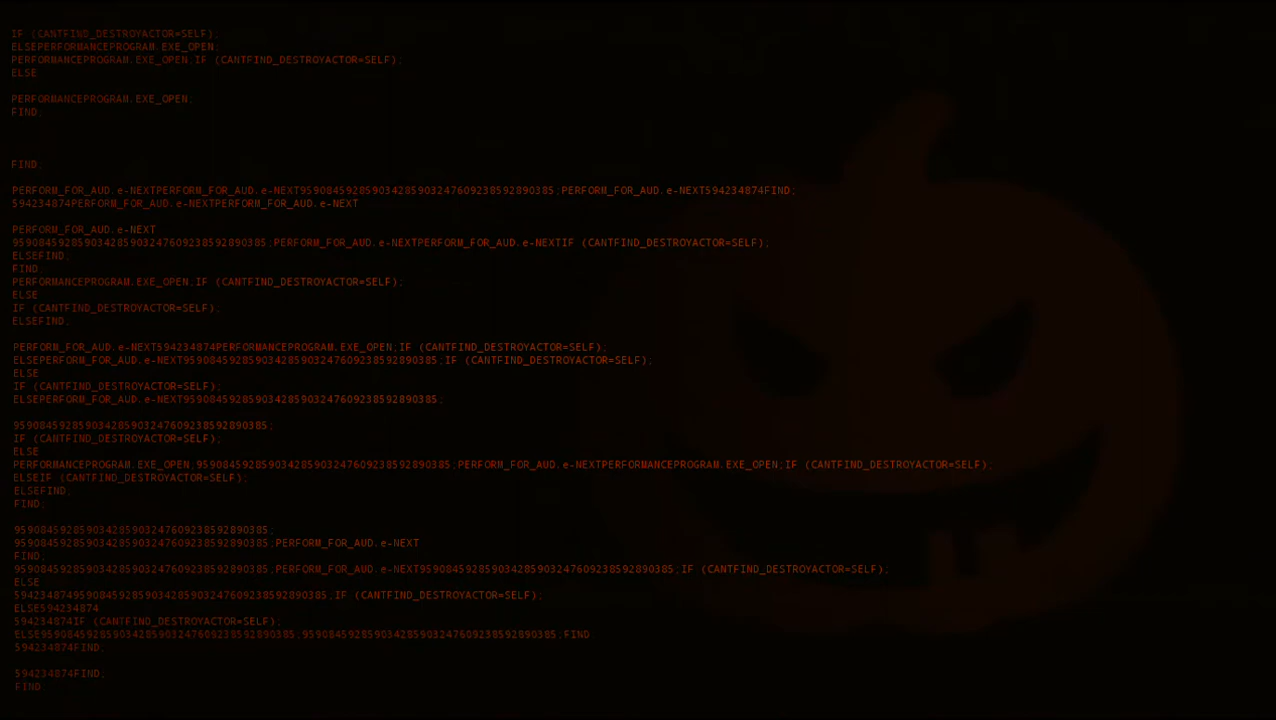 IF (CANTFIND_DESTROYACTOR=SELF);
ELSEPERFORMANCEPROGRAM.EXE_OPEN;
PERFORMANCEPROGRAM.EXE_OPEN;IF (CANTFIND_DESTROYACTOR=SELF);
ELSE
PERFORMANCEPROGRAM.EXE_OPEN;
FIND;
FIND;
PERFORM_FOR_AUD.e-NEXTPERFORM_FOR_AUD.e-NEXT9590845928590342859032476092385928​90385;PERFORM_FOR_AUD.e-NEXT594234874FIND;
594234874PERFORM_FOR_AUD.e-NEXTPERFORM_FOR_AUD.e-NEXT
PERFORM_FOR_AUD.e-NEXT
959084592859034285903247609238592890385;PERFORM_FOR_AUD.e-NEXTPERFORM_FOR_AUD.e-NEXTIF (CANTFIND_DESTROYACTOR=SELF);
ELSEFIND;
FIND;
PERFORMANCEPROGRAM.EXE_OPEN;IF (CANTFIND_DESTROYACTOR=SELF);
ELSE
IF (CANTFIND_DESTROYACTOR=SELF);
ELSEFIND;
PERFORM_FOR_AUD.e-NEXT594234874PERFORMANCEPROGRAM.EXE_OPEN;IF (CANTFIND_DESTROYACTOR=SELF);
ELSEPERFORM_FOR_AUD.e-NEXT959084592859034285903247609238592890385;IF (CANTFIND_DESTROYACTOR=SELF);
ELSE
IF (CANTFIND_DESTROYACTOR=SELF);
ELSEPERFORM_FOR_AUD.e-NEXT959084592859034285903247609238592890385;
959084592859034285903247609238592890385;
IF (CANTFIND_DESTROYACTOR=SELF);
ELSE
PERFORMANCEPROGRAM.EXE_OPEN;959084592859034285903247609238592890385;PERFORM_FOR_AUD.e-NEXTPERFORMANCEPROGRAM.EXE_OPEN;IF (CANTFIND_DESTROYACTOR=SELF);
ELSEIF (CANTFIND_DESTROYACTOR=SELF);
ELSEFIND;
FIND;
959084592859034285903247609238592890385;
959084592859034285903247609238592890385;PERFORM_FOR_AUD.e-NEXT
FIND;
959084592859034285903247609238592890385;PERFORM_FOR_AUD.e-NEXT959084592859034285903247609238592890385;IF (CANTFIND_DESTROYACTOR=SELF);
ELSE
594234874959084592859034285903247609238592890385;IF (CANTFIND_DESTROYACTOR=SELF);
ELSE594234874
594234874IF (CANTFIND_DESTROYACTOR=SELF);
ELSE959084592859034285903247609238592890385;959084592859034285903247609238592890385;FIND;
594234874FIND;
594234874FIND;
FIND